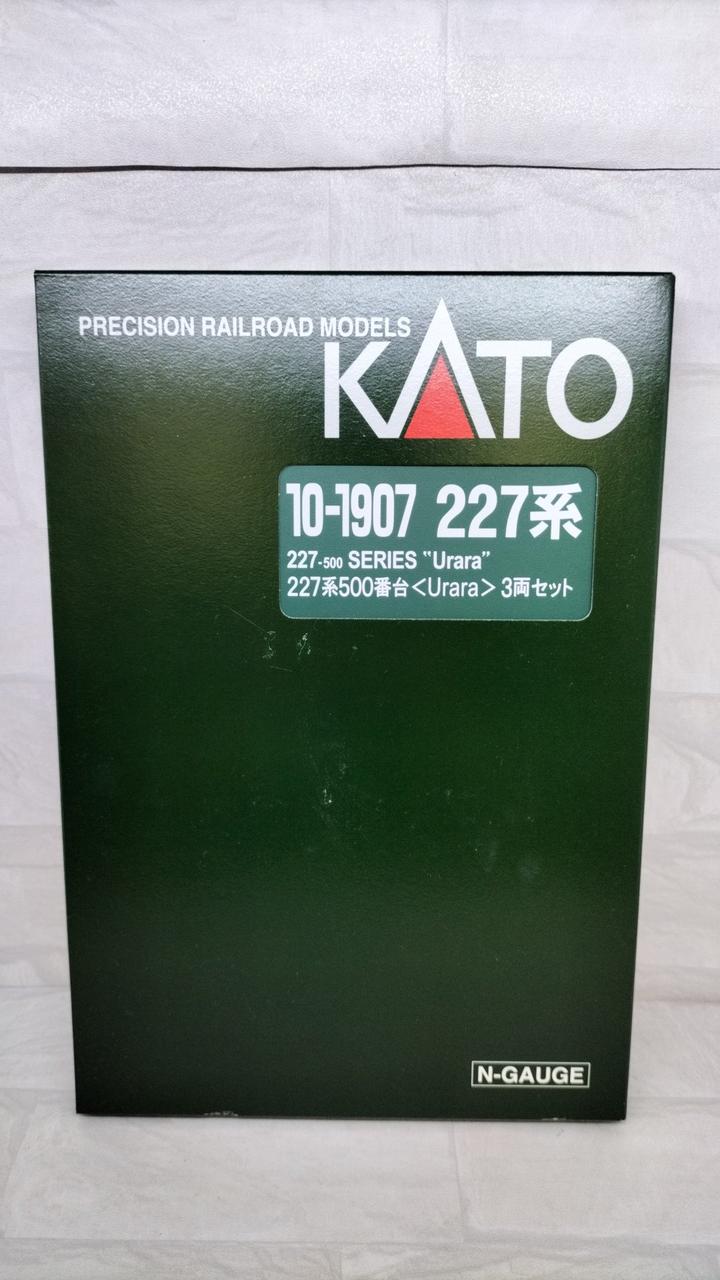 PRECISION RAILROAD MODELS
KATO
10-1907 227系
227-500 SERIES "Urara"
227系500番台<Urara> 3両セット
N-GAUGE